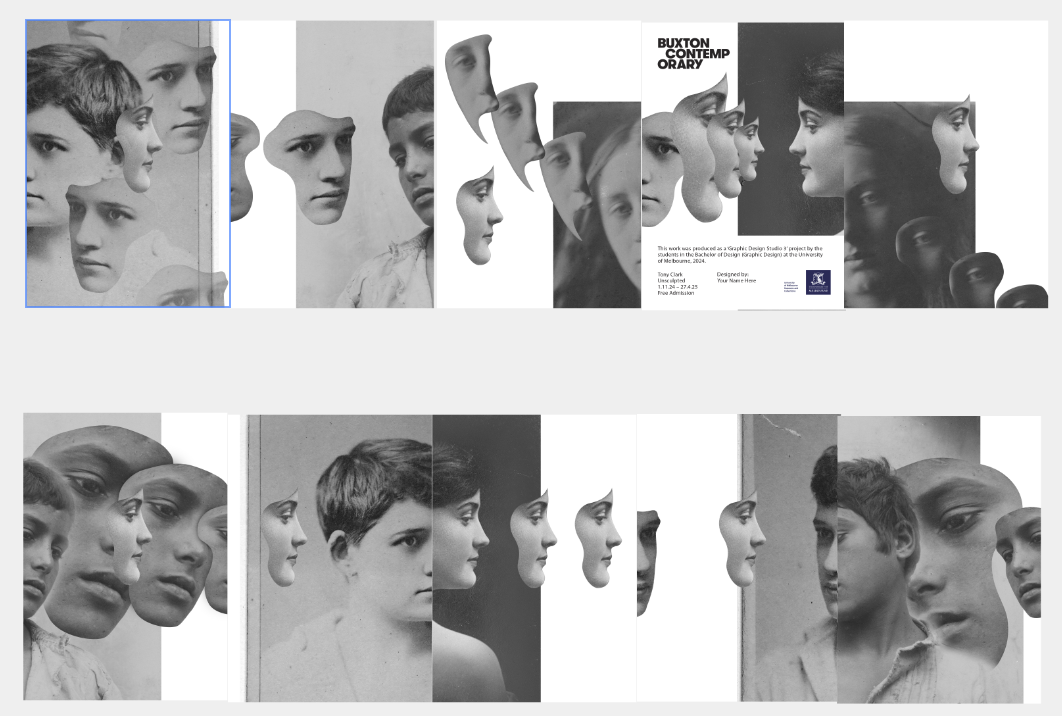 BUXTON
CONTEMP
ORARY
This work was produced as a 'Graphic Design Studio 3' project by the
students in the Bachelor of Design (Graphic Design) at the University
of Melbourne, 2024.
Tony Clark
Unsculpted
1.11.24 – 27.4.25
Free Admission
Designed by:
Your Name Here